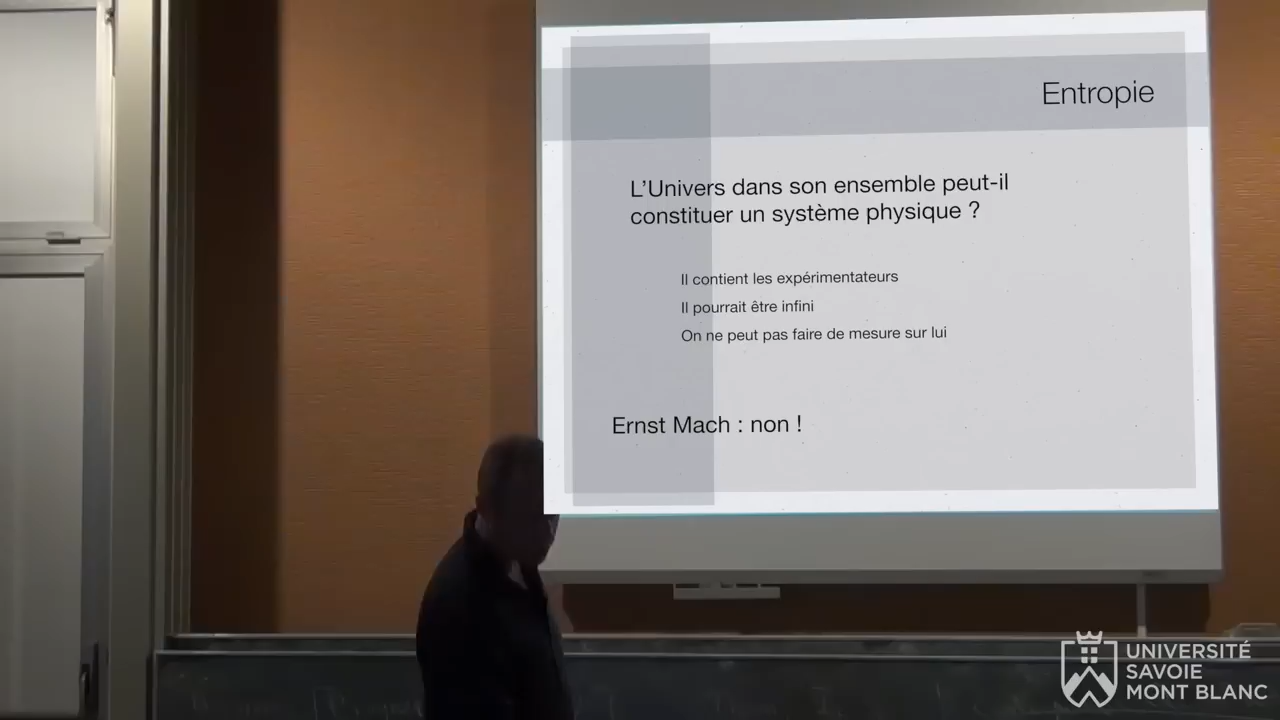 Entropie
L'Univers dans son ensemble peut-il
constituer un système physique ?
Il contient les expérimentateurs
Il pourrait être infini
On ne peut pas faire de mesure sur lui
Ernst Mach : non !
UNIVERSITÉ
SAVOIE
MONT BLANC